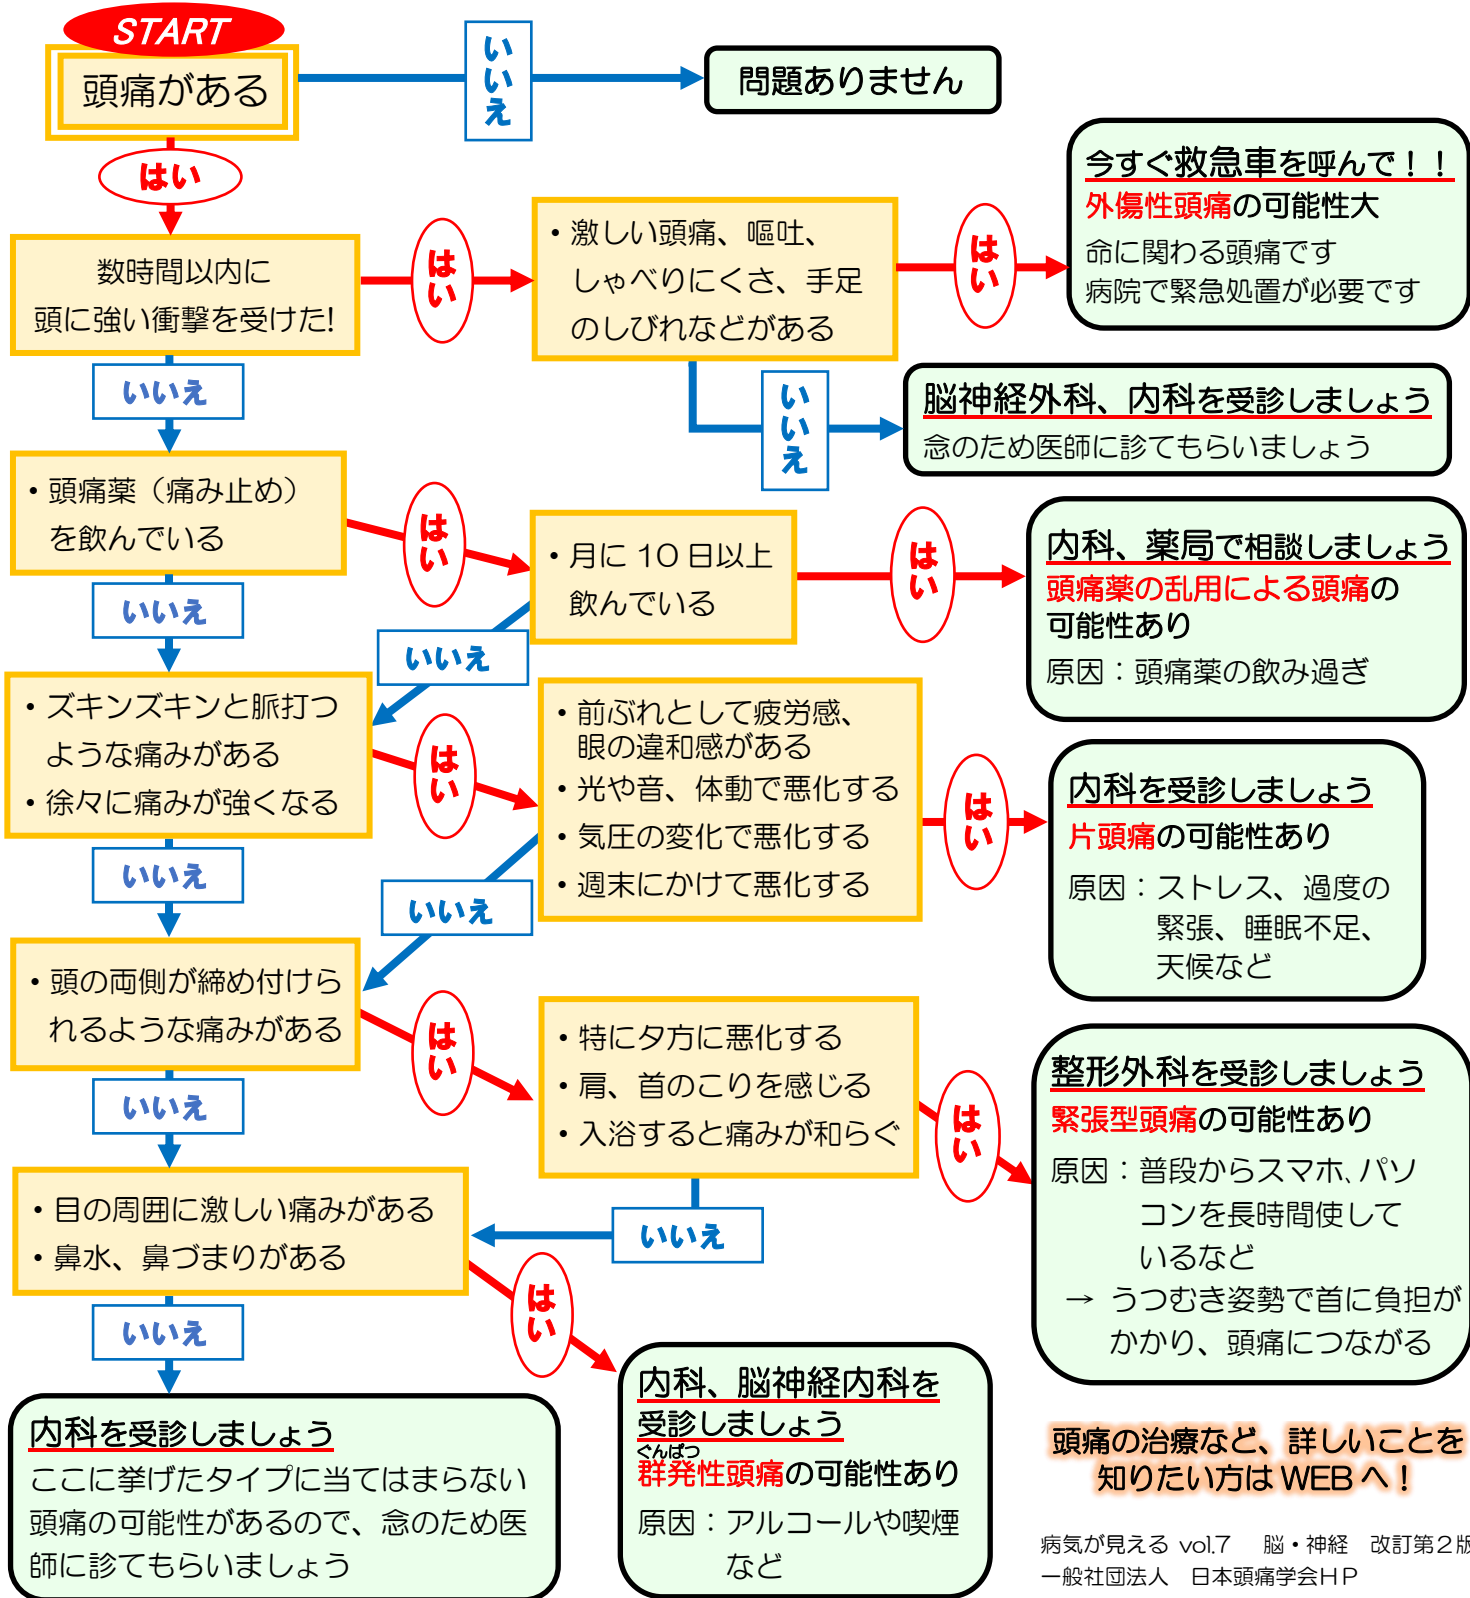 START
頭痛がある
いいえ
問題ありません
はい
数時間以内に
頭に強い衝撃を受けた!
はい
・激しい頭痛、嘔吐、
しゃべりにくさ、手足
のしびれなどがある
はい
今すぐ救急車を呼んで！！
外傷性頭痛の可能性大
命に関わる頭痛です
病院で緊急処置が必要です
いいえ
いいえ
脳神経外科、内科を受診しましょう
念のため医師に診てもらいましょう
・頭痛薬（痛み止め）
を飲んでいる
はい
・月に 10 日以上
飲んでいる
はい
内科、薬局で相談しましょう
頭痛薬の乱用による頭痛の
可能性あり
原因：頭痛薬の飲み過ぎ
いいえ
いいえ
・ズキンズキンと脈打つ
ような痛みがある
・徐々に痛みが強くなる
はい
・前ぶれとして疲労感、
眼の違和感がある
・光や音、体動で悪化する
・気圧の変化で悪化する
・週末にかけて悪化する
はい
内科を受診しましょう
片頭痛の可能性あり
原因：ストレス、過度の
緊張、睡眠不足、
天候など
いいえ
いいえ
・頭の両側が締め付けら
れるような痛みがある
はい
・特に夕方に悪化する
・肩、首のこりを感じる
・入浴すると痛みが和らぐ
はい
整形外科を受診しましょう
緊張型頭痛の可能性あり
原因：普段からスマホ、パソ
コンを長時間使して
いるなど
→ うつむき姿勢で首に負担が
かかり、頭痛につながる
いいえ
いいえ
・目の周囲に激しい痛みがある
・鼻水、鼻づまりがある
はい
いいえ
内科を受診しましょう
ここに挙げたタイプに当てはまらない
頭痛の可能性があるので、念のため医
師に診てもらいましょう
内科、脳神経内科を
受診しましょう
ぐんぱつ
群発性頭痛の可能性あり
原因：アルコールや喫煙
など
頭痛の治療など、詳しいことを
知りたい方は WEB へ！
病気が見える vol.7 脳・神経 改訂第２版
一般社団法人 日本頭痛学会ＨＰ